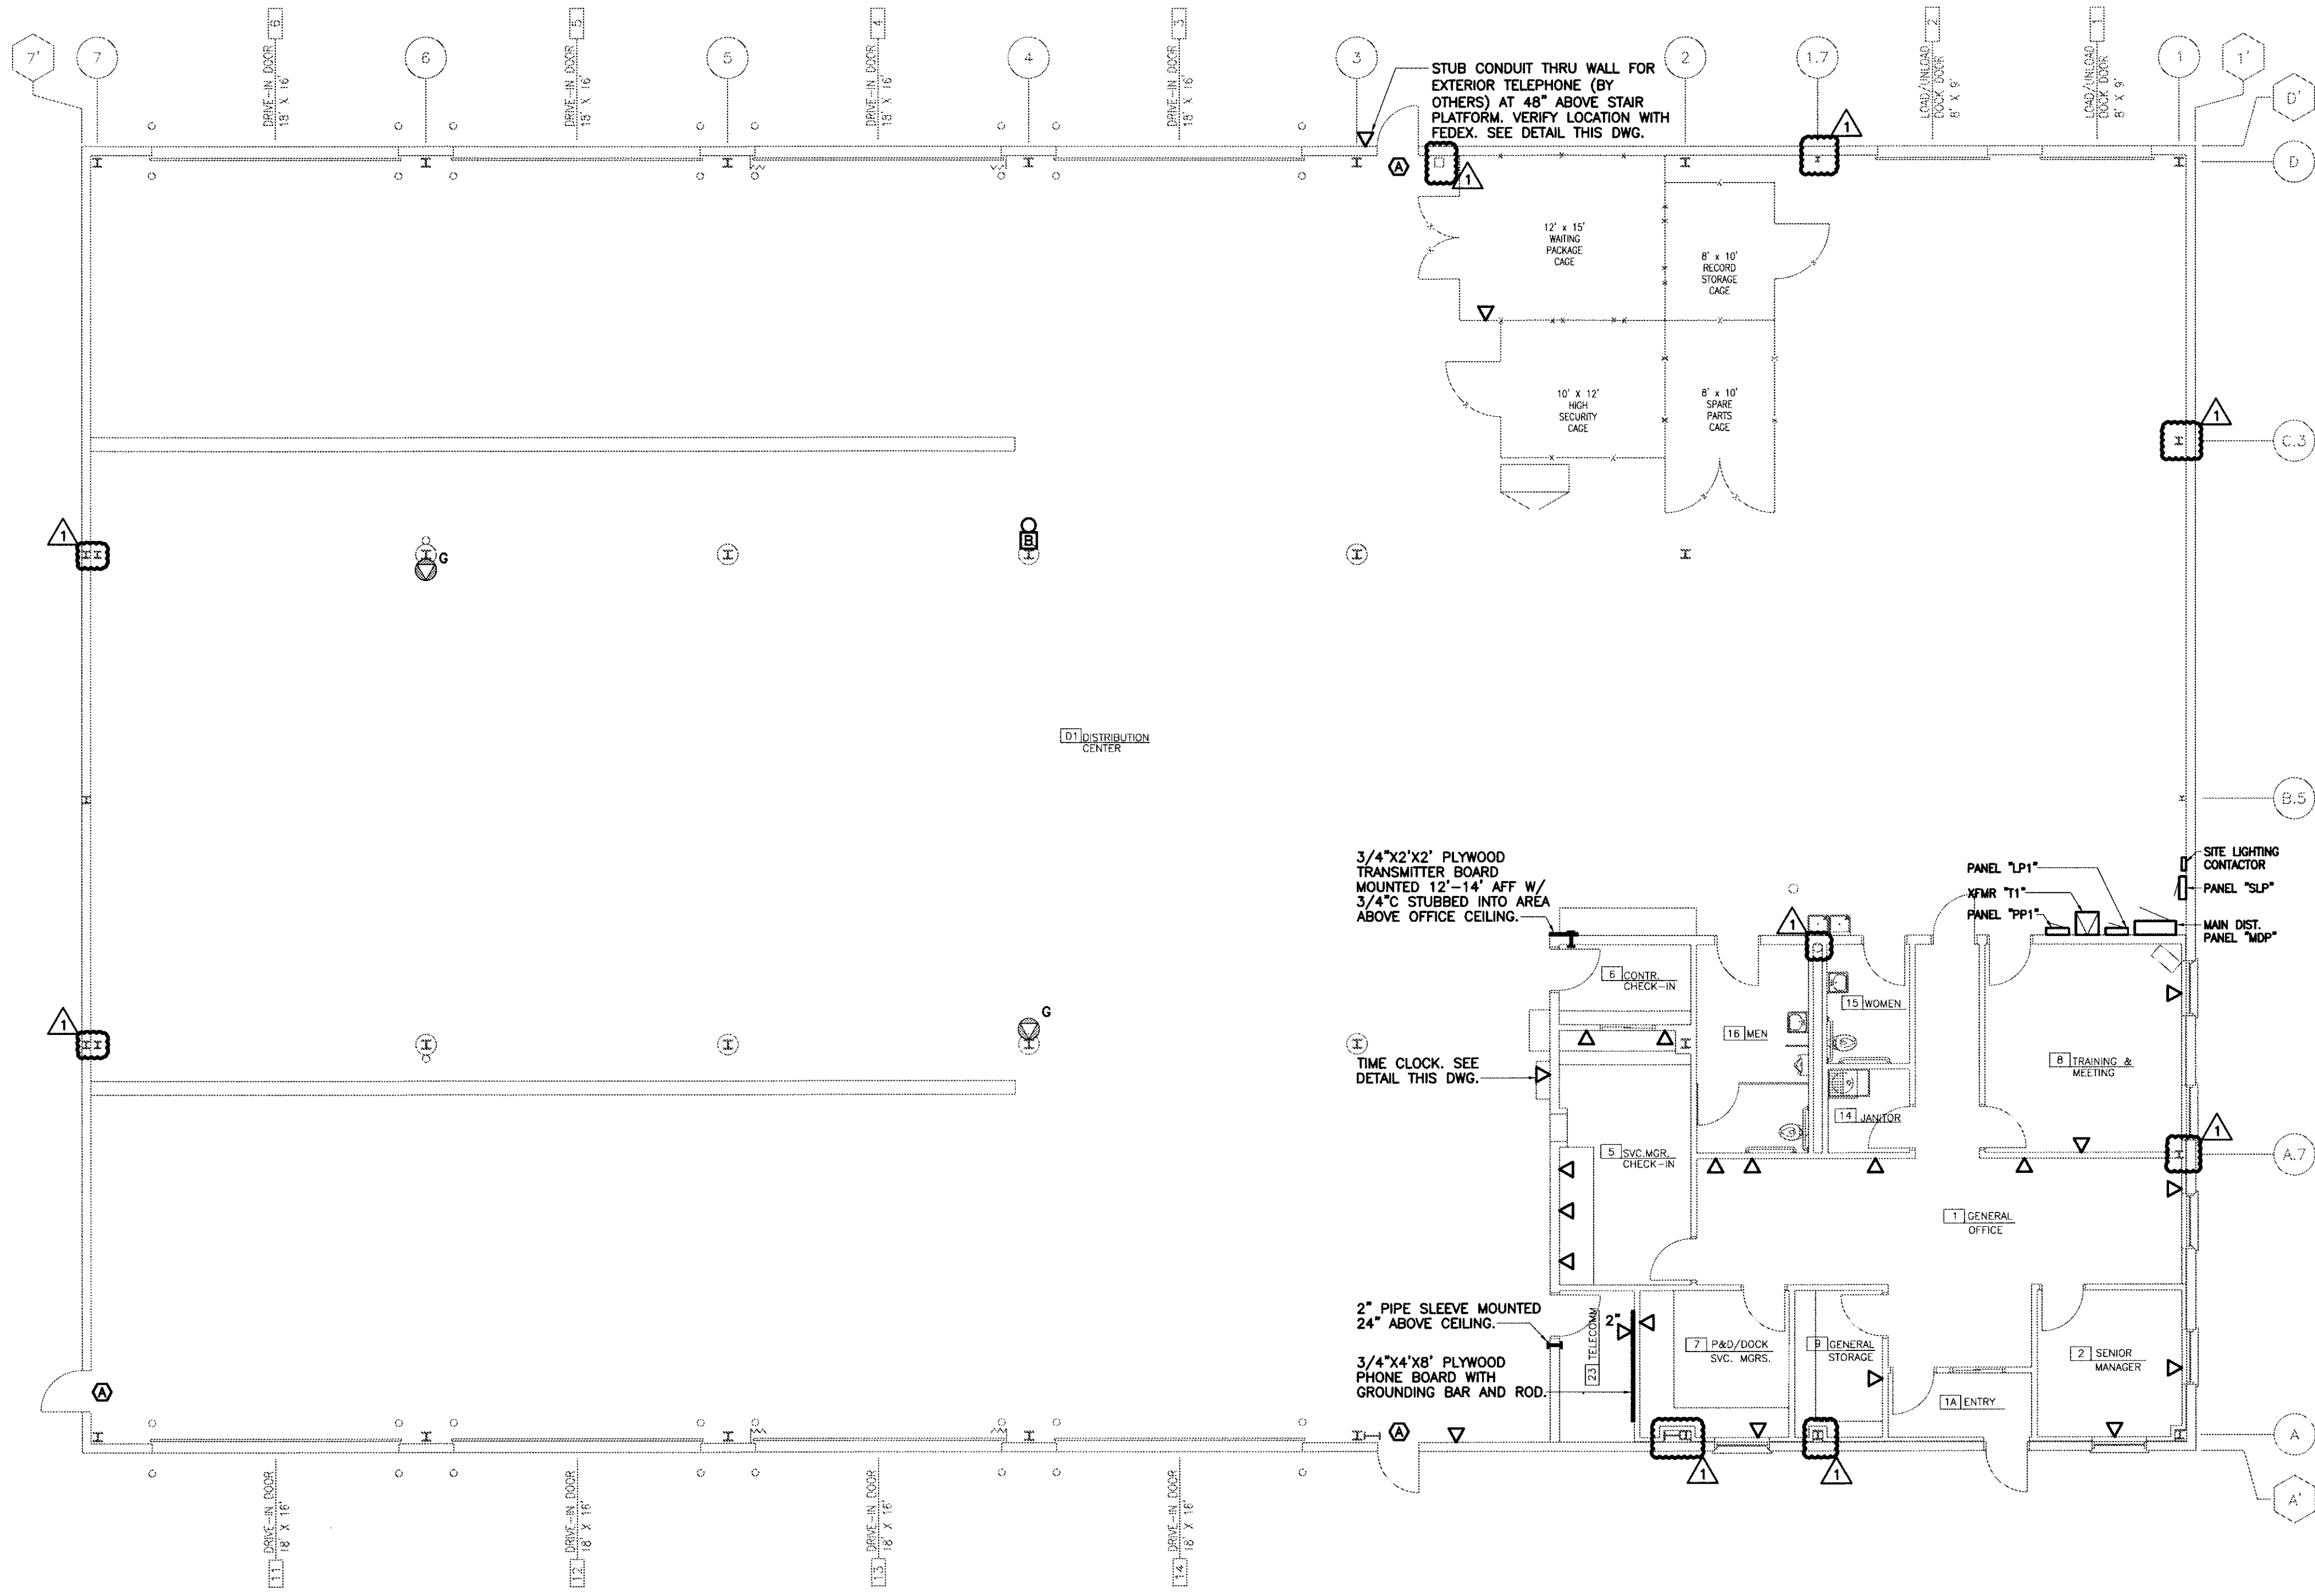 6
DRIVE-IN DOOR
18' X 16'
5
DRIVE-IN DOOR
18' X 16'
4
DRIVE-IN DOOR
18' X 16'
3
DRIVE-IN DOOR
18' X 16'
2
LOAD/UNLOAD
DOCK DOOR
8' X 9'
1
LOAD/UNLOAD
DOCK DOOR
8' X 9'
7'
7
6
5
4
3
2
1.7
1
1'
D'
D
C.3
B.5
A.7
A
A'
STUB CONDUIT THRU WALL FOR
EXTERIOR TELEPHONE (BY
OTHERS) AT 48" ABOVE STAIR
PLATFORM. VERIFY LOCATION WITH
FEDEX. SEE DETAIL THIS DWG.
A
1
1
12' x 15'
WAITING
PACKAGE
CAGE
8' x 10'
RECORD
STORAGE
CAGE
10' X 12'
HIGH
SECURITY
CAGE
8' x 10'
SPARE
PARTS
CAGE
1
1
G
B
D1 DISTRIBUTION
CENTER
3/4"X2'X2' PLYWOOD
TRANSMITTER BOARD
MOUNTED 12'-14' AFF W/
3/4"C STUBBED INTO AREA
ABOVE OFFICE CEILING.
SITE LIGHTING
CONTACTOR
PANEL "LP1"
PANEL "SLP"
XFMR "T1"
PANEL "PP1"
MAIN DIST.
PANEL "MDP"
1
6 CONTR.
CHECK-IN
15 WOMEN
16 MEN
1
G
TIME CLOCK. SEE
DETAIL THIS DWG.
8 TRAINING &
MEETING
14 JANITOR
1
5 SVC.MGR.
CHECK-IN
1 GENERAL
OFFICE
2" PIPE SLEEVE MOUNTED
24" ABOVE CEILING.
2"
23 TELECOMM
7 P&D/DOCK
SVC. MGRS.
9 GENERAL
STORAGE
2 SENIOR
MANAGER
3/4"X4'X8' PLYWOOD
PHONE BOARD WITH
GROUNDING BAR AND ROD.
1A ENTRY
A
A
1
1
DRIVE-IN DOOR
18' X 16'
11
DRIVE-IN DOOR
18' X 16'
12
DRIVE-IN DOOR
18' X 16'
13
DRIVE-IN DOOR
18' X 16'
14